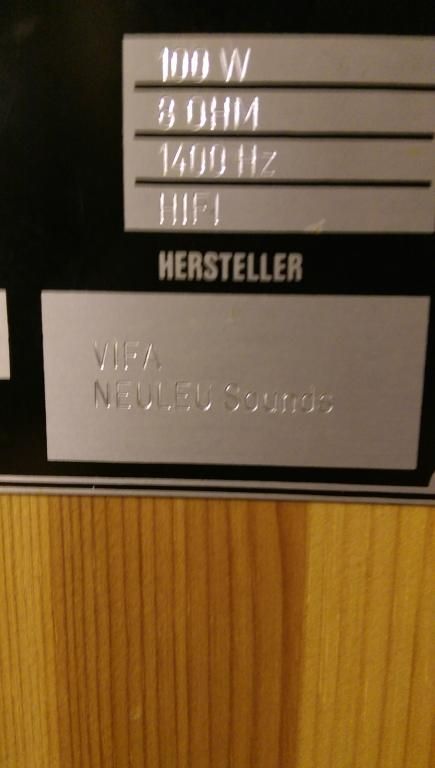 100 W
8 OHM
1400 Hz
HIFI
HERSTELLER
VIFA
NEULEU Sounds